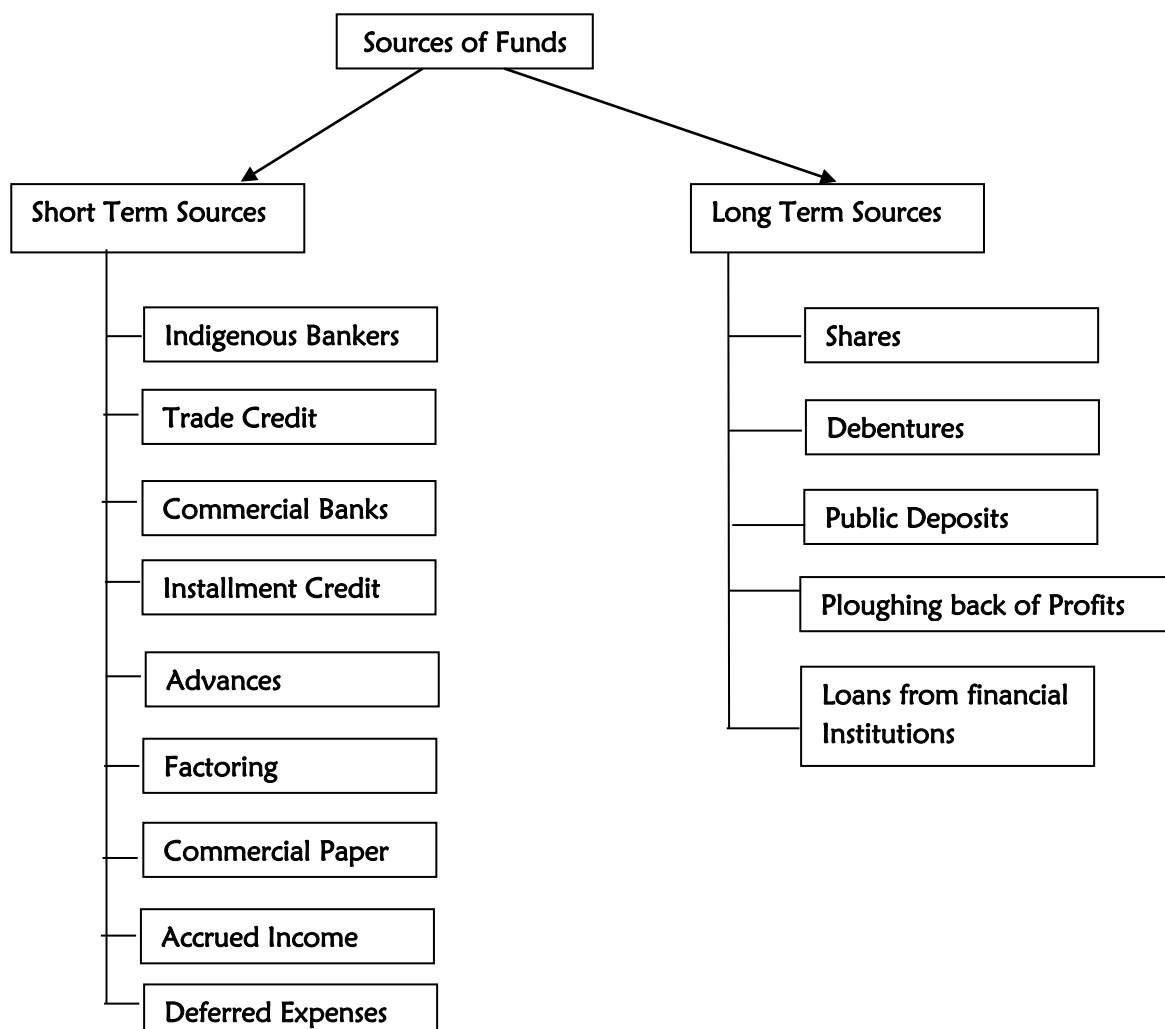 Sources of Funds
Short Term Sources
Indigenous Bankers
Trade Credit
Commercial Banks
Installment Credit
Advances
Factoring
Commercial Paper
Accrued Income
Deferred Expenses
Long Term Sources
Shares
Debentures
Public Deposits
Ploughing back of Profits
Loans from financial
Institutions